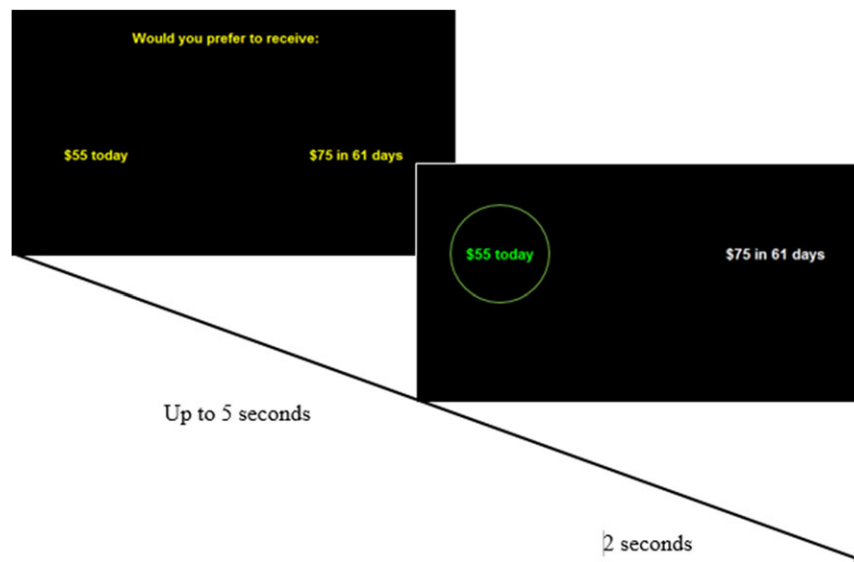 Would you prefer to receive:
$55 today
$75 in 61 days
$55 today
$75 in 61 days
Up to 5 seconds
2 seconds